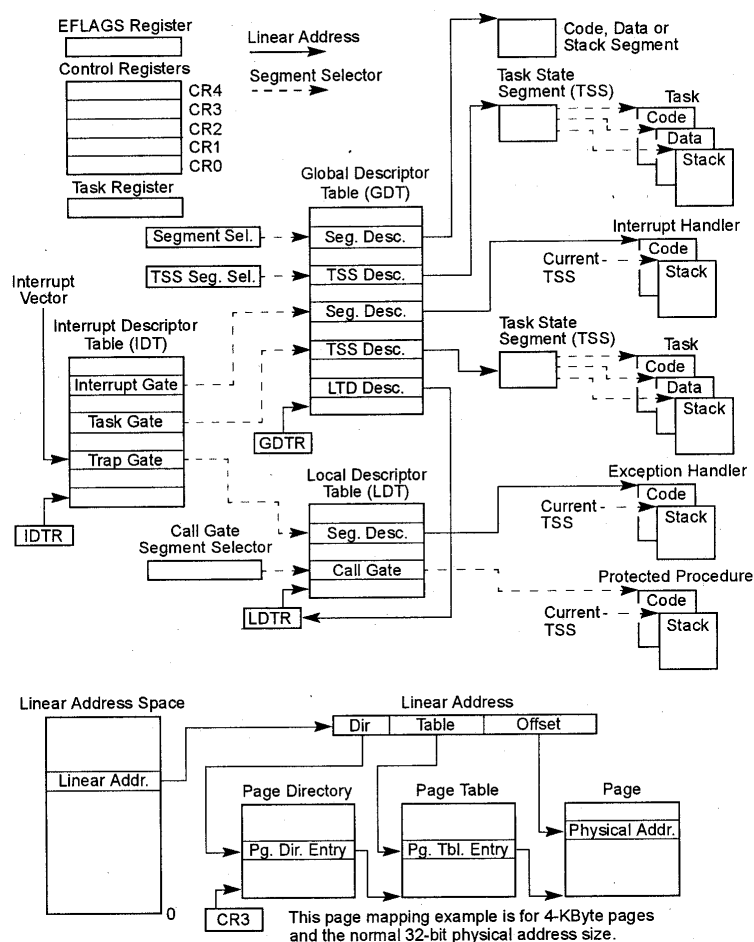 EFLAGS Register
Control Registers
CR4
CR3
CR2
CR1
CR0
Task Register
Linear Address
Segment Selector
Code, Data or
Stack Segment
Task State
Segment (TSS)
Task
Code
Data
Stack
Global Descriptor
Table (GDT)
Segment Sel.
Seg. Desc.
TSS Seg. Sel.
TSS Desc.
Seg. Desc.
TSS Desc.
LTD Desc.
GDTR
Interrupt Handler
Code
Current
TSS
Stack
Interrupt
Vector
Interrupt Descriptor
Table (IDT)
Interrupt Gate
Task Gate
Trap Gate
IDTR
Task State
Segment (TSS)
Task
Code
Data
Stack
Local Descriptor
Table (LDT)
Seg. Desc.
Call Gate
Call Gate
Segment Selector
LDTR
Exception Handler
Code
Current
TSS
Stack
Protected Procedure
Code
Current
TSS
Stack
Linear Address Space
Linear Addr.
0
Linear Address
Dir
Table
Offset
Page Directory
Pg. Dir. Entry
CR3
Page Table
Pg. Tbl. Entry
Page
Physical Addr.
This page mapping example is for 4-KByte pages
and the normal 32-bit physical address size.